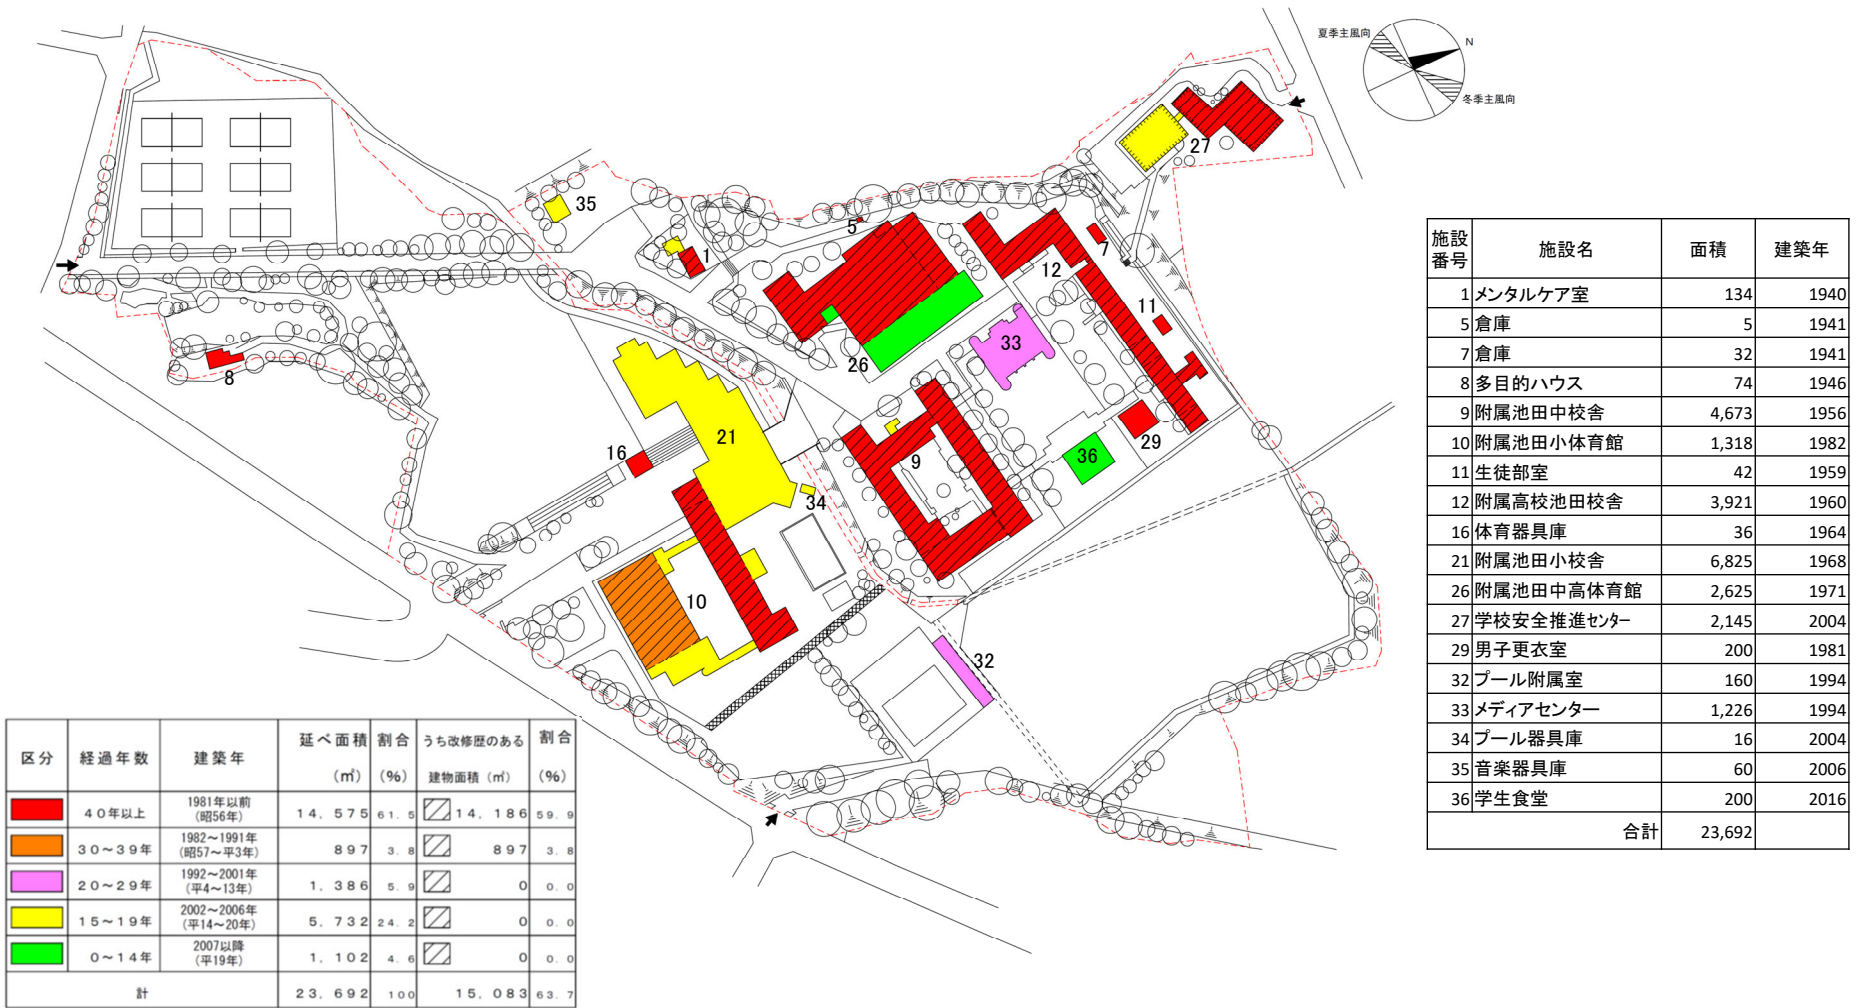 夏季主風向
N
冬季主風向
27
35
5
1
7
12
11
33
26
8
21
16
29
36
9
34
10
32
施設番号 施設名 面積 建築年
1 メンタルケア室 134 1940
5 倉庫 5 1941
7 倉庫 32 1941
8 多目的ハウス 74 1946
9 附属池田中校舎 4,673 1956
10 附属池田小体育館 1,318 1982
11 生徒部室 42 1959
12 附属高校池田校舎 3,921 1960
16 体育器具庫 36 1964
21 附属池田小校舎 6,825 1968
26 附属池田中高体育館 2,625 1971
27 学校安全推進センター 2,145 2004
29 男子更衣室 200 1981
32 プール附属室 160 1994
33 メディアセンター 1,226 1994
34 プール器具庫 16 2004
35 音楽器具庫 60 2006
36 学生食堂 200 2016
合計 23,692
区分 経過年数 建築年 延べ面積 (㎡) 割合 (%) うち改修歴のある 建物面積 (㎡) 割合 (%)
40年以上 1981年以前 (昭56年) 14,575 61.5 14,186 59.9
30~39年 1982~1991年 (昭57~平3年) 897 3.8 897 3.8
20~29年 1992~2001年 (平4~13年) 1,386 5.9 0 0.0
15~19年 2002~2006年 (平14~20年) 5,732 24.2 0 0.0
0~14年 2007以降 (平19年) 1,102 4.6 0 0.0
計 23,692 100 15,083 63.7